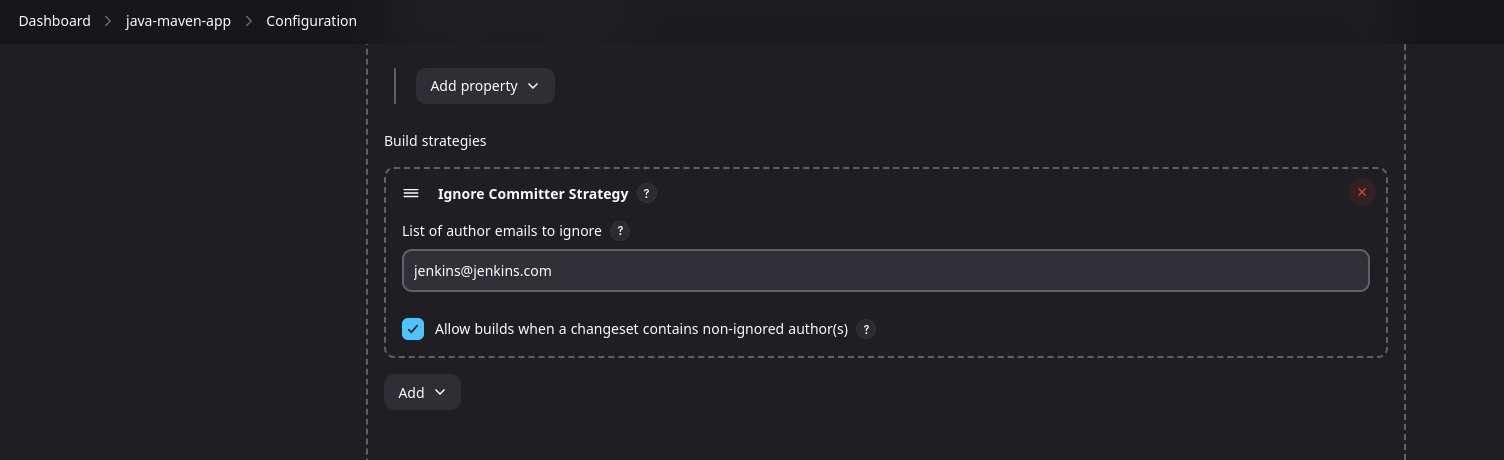 Dashboard > java-maven-app > Configuration
Add property
Build strategies
Ignore Committer Strategy ?
List of author emails to ignore ?
jenkins@jenkins.com
Allow builds when a changeset contains non-ignored author(s) ?
Add